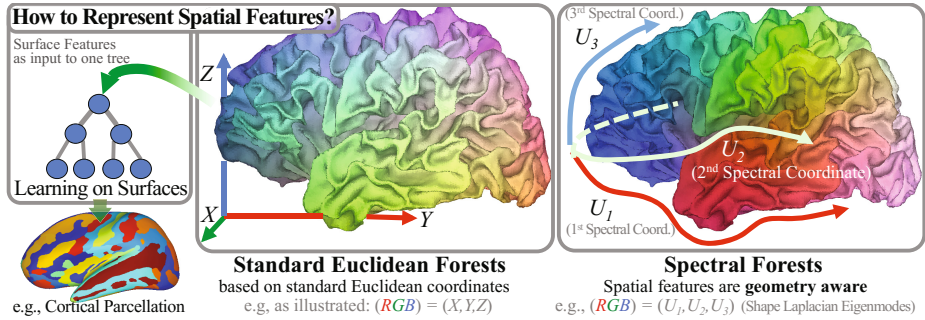 How to Represent Spatial Features?
Surface Features
as input to one tree
Learning on Surfaces
e.g., Cortical Parcellation
Z
X
Y
Standard Euclidean Forests
based on standard Euclidean coordinates
e.g, as illustrated: (RGB) = (X,Y,Z)
(3rd Spectral Coord.)
U3
U2
(2nd Spectral Coordinate)
U1
(1st Spectral Coord.)
Spectral Forests
Spatial features are geometry aware
e.g., (RGB) = (U1,U2,U3) (Shape Laplacian Eigenmodes)